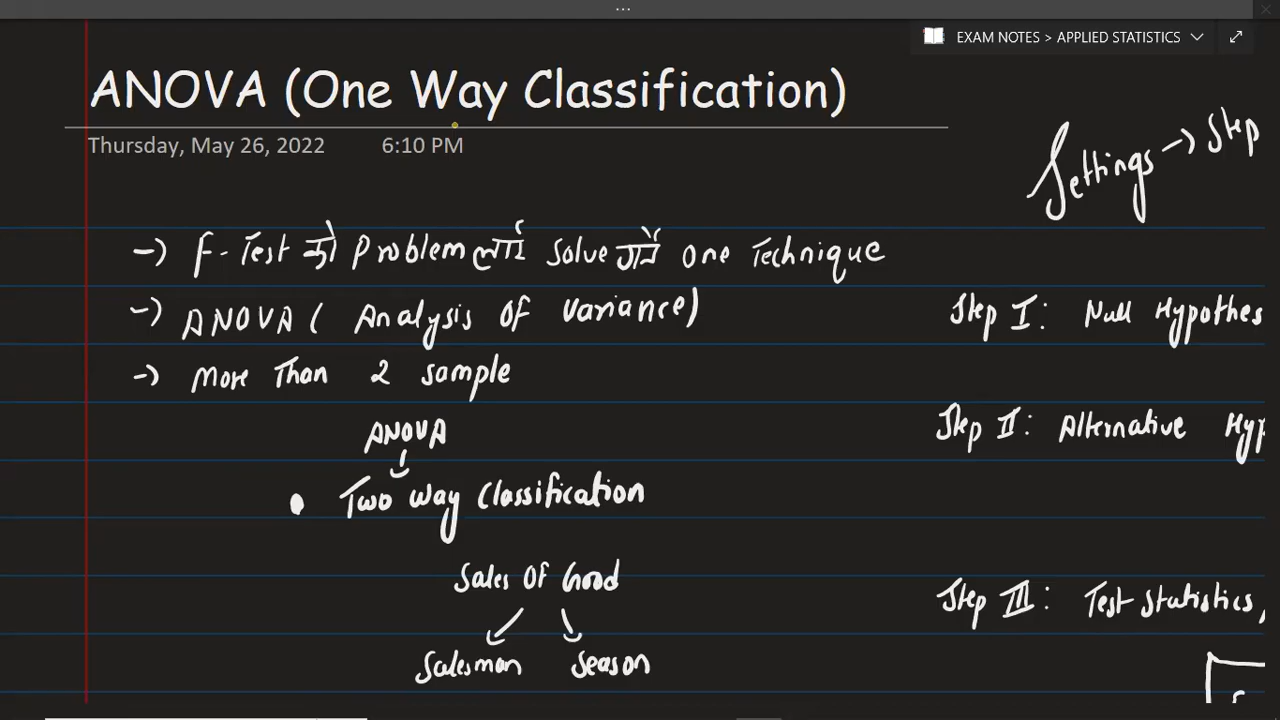 EXAM NOTES > APPLIED STATISTICS
ANOVA (One Way Classification)
Thursday, May 26, 2022 6:10 PM
Settings → Step
→ F-Test को Problem लाई Solve गर्ने one Technique
→ ANOVA ( Analysis of Variance)
→ More Than 2 sample
ANOVA
• Two Way Classification
Sales Of Good
Salesman Season
Step I: Null Hypothes
Step II: Alternative Hyp
Step III: Test Statistics,